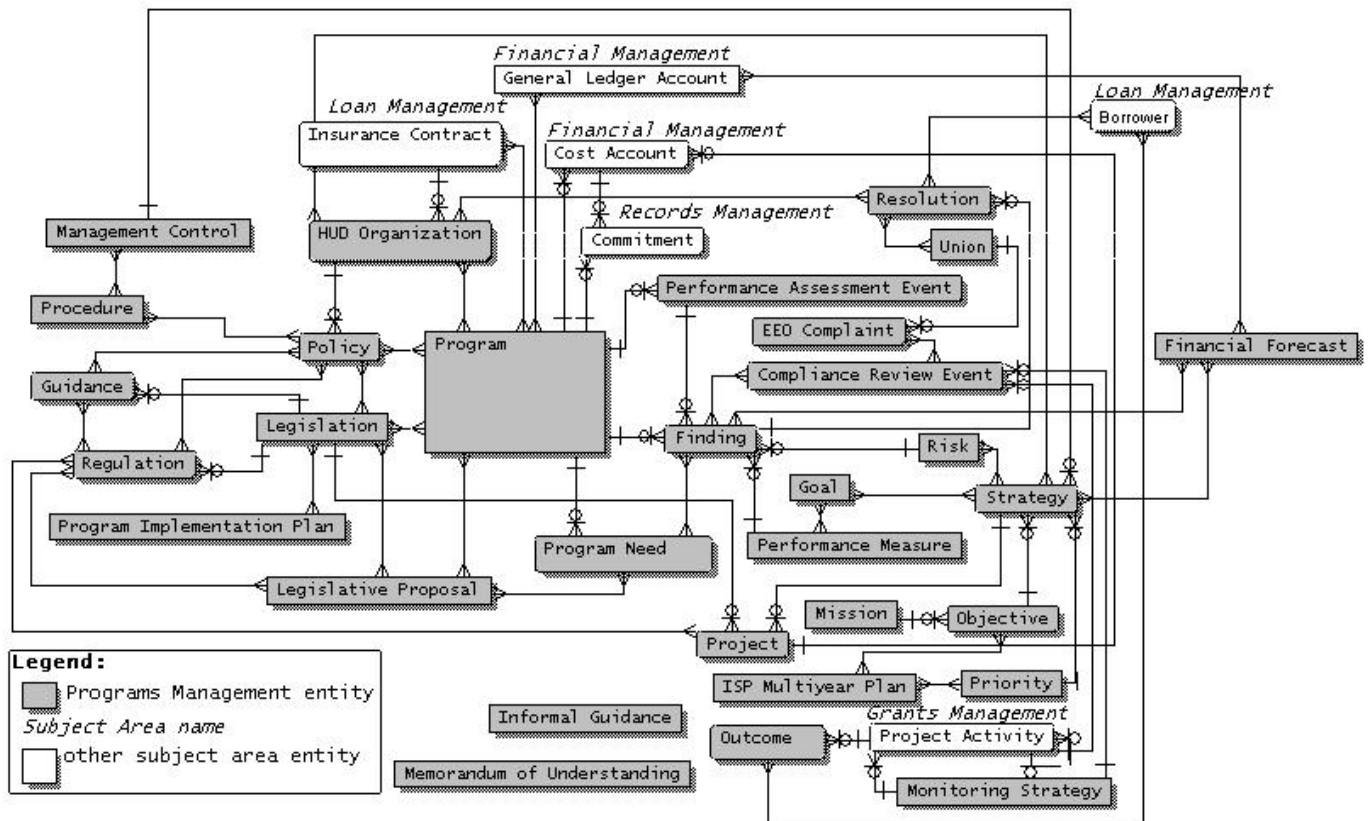 Financial Management
General Ledger Account
Loan Management
Loan Management
Insurance Contract
Financial Management
Borrower
Cost Account
Resolution
Records Management
Management Control
HUD Organization
Commitment
Union
Procedure
Performance Assessment Event
EEO Complaint
Policy
Program
Financial Forecast
Guidance
Compliance Review Event
Legislation
Finding
Risk
Regulation
Goal
Strategy
Program Implementation Plan
Program Need
Performance Measure
Legislative Proposal
Mission
Objective
Project
Legend:
Programs Management entity
ISP Multiyear Plan
Priority
Subject Area name
Informal Guidance
Grants Management
other subject area entity
Outcome
Project Activity
Memorandum of Understanding
Monitoring Strategy